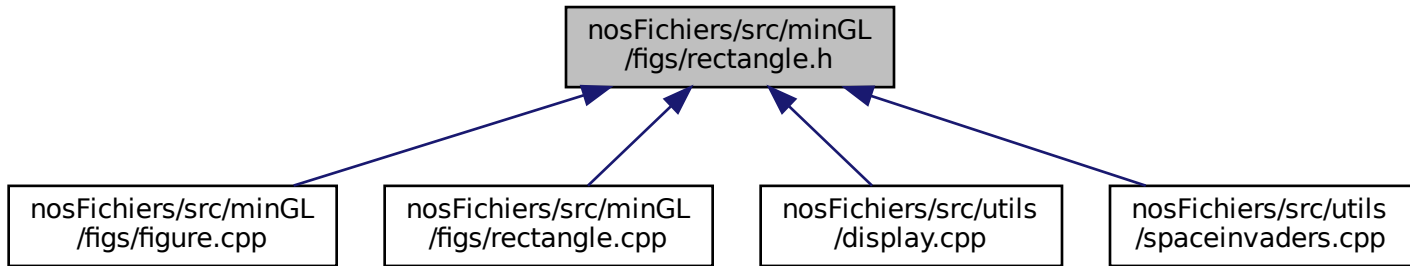 nosFichiers/src/minGL
/figs/rectangle.h
nosFichiers/src/minGL
/figs/figure.cpp
nosFichiers/src/minGL
/figs/rectangle.cpp
nosFichiers/src/utils
/display.cpp
nosFichiers/src/utils
/spaceinvaders.cpp